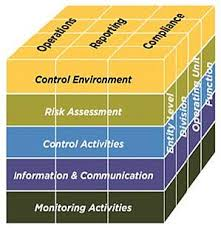 Operations
Reporting
Compliance
Control Environment
Risk Assessment
Control Activities
Information & Communication
Monitoring Activities
Entity Level
Division
Operating Unit
Function